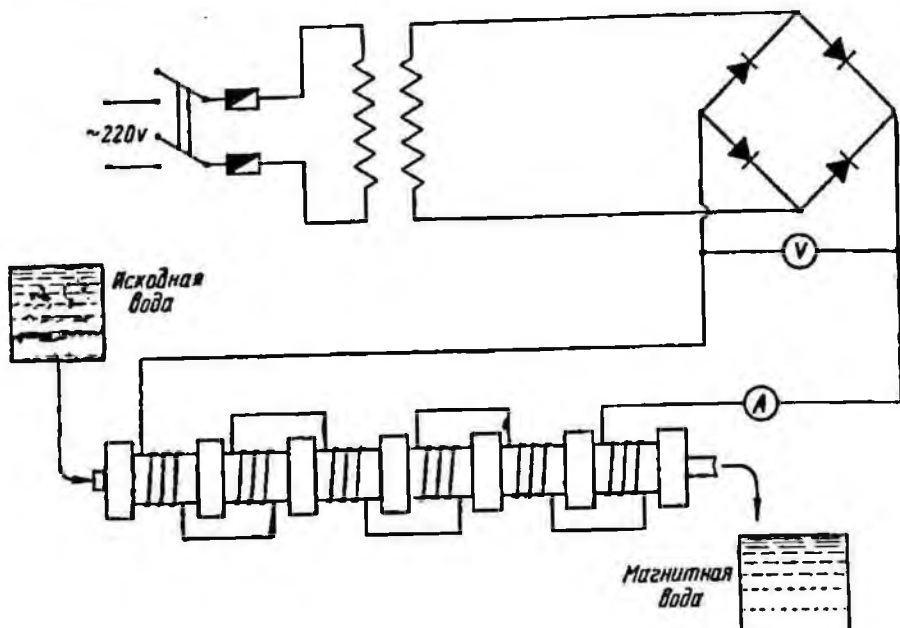 ~220v
V
Исходная
вода
A
Магнитная
вода